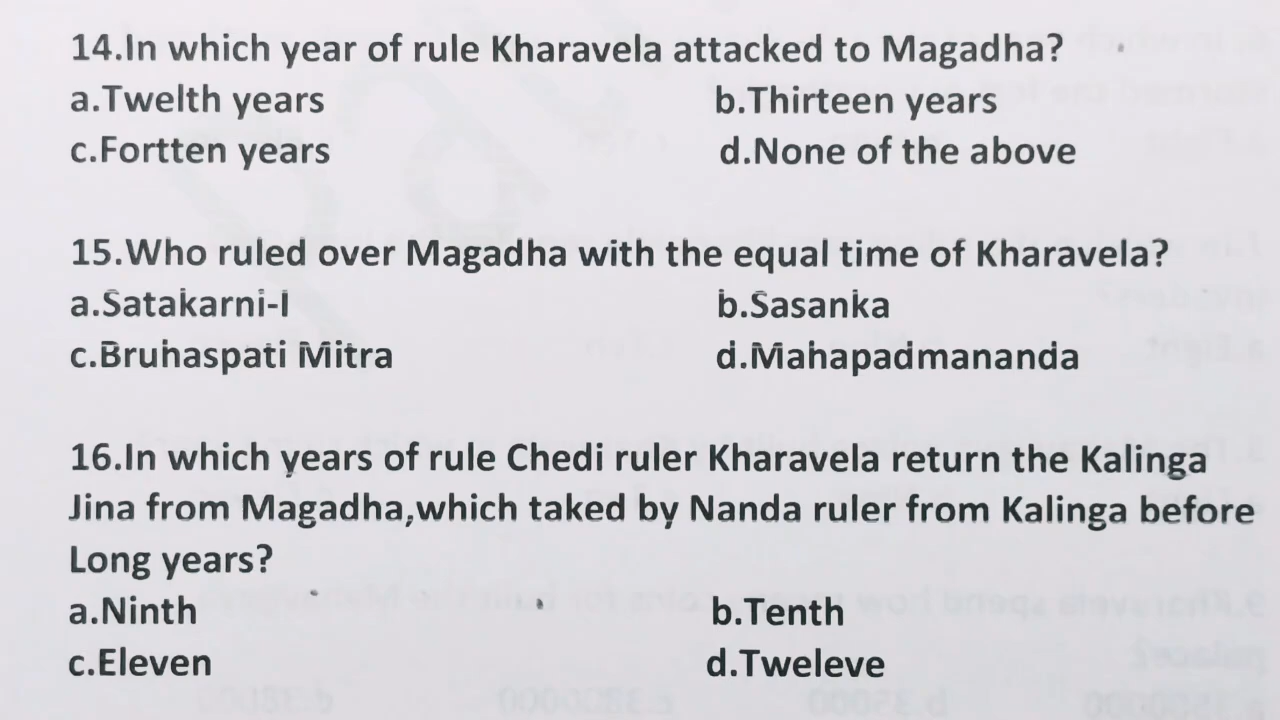 14.In which year of rule Kharavela attacked to Magadha?
a.Twelth years b.Thirteen years
c.Fortten years d.None of the above
15.Who ruled over Magadha with the equal time of Kharavela?
a.Satakarni-I b.Sasanka
c.Bruhaspati Mitra d.Mahapadmananda
16.In which years of rule Chedi ruler Kharavela return the Kalinga
Jina from Magadha,which taked by Nanda ruler from Kalinga before
Long years?
a.Ninth b.Tenth
c.Eleven d.Tweleve